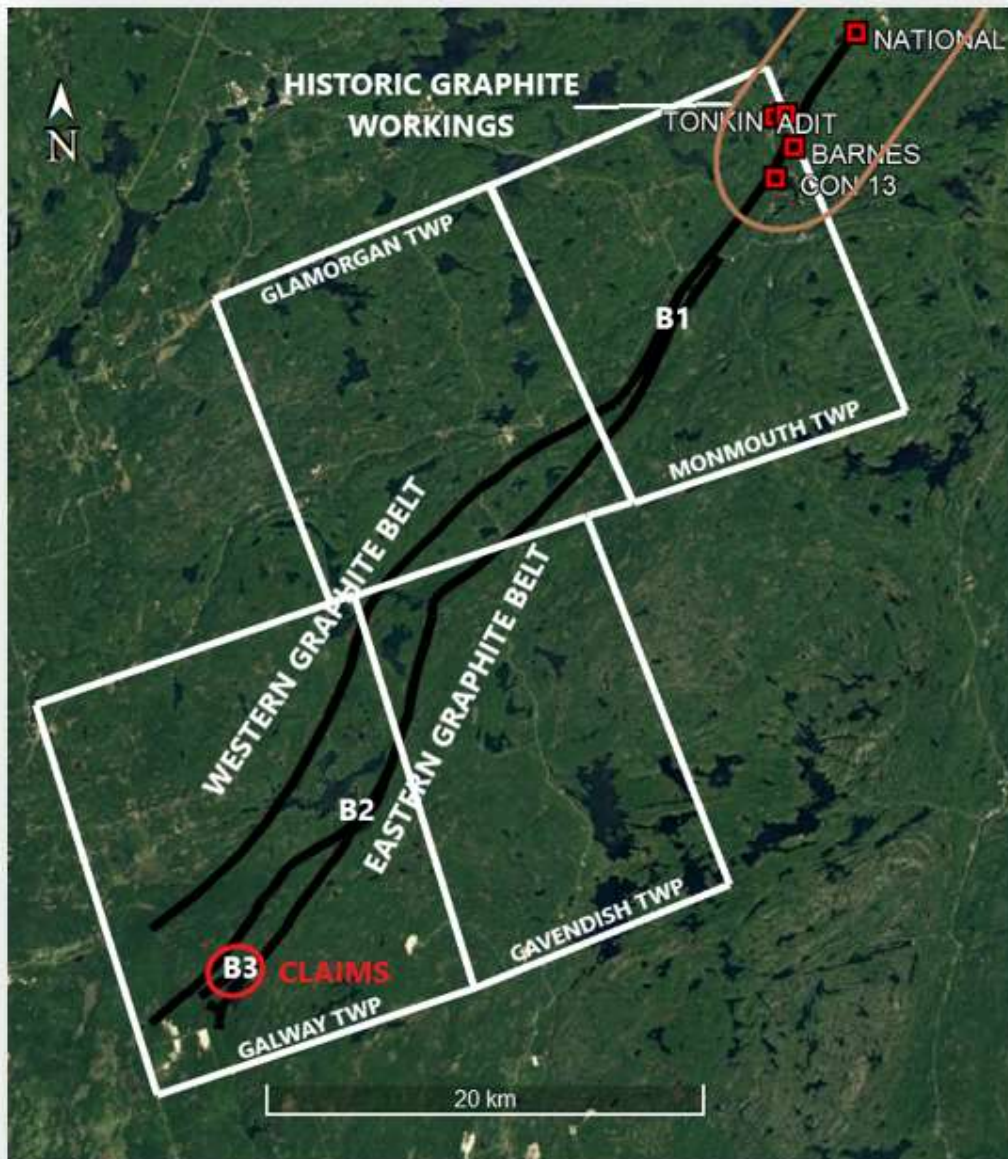 NATIONAL
HISTORIC GRAPHITE
WORKINGS
TONKIN
ADIT
N
BARNES
CON 13
GLAMORGAN TWP
B1
MONMOUTH TWP
WESTERN GRAPHITE BELT
EASTERN GRAPHITE BELT
B2
CAVENDISH TWP
B3
CLAIMS
GALWAY TWP
20 km